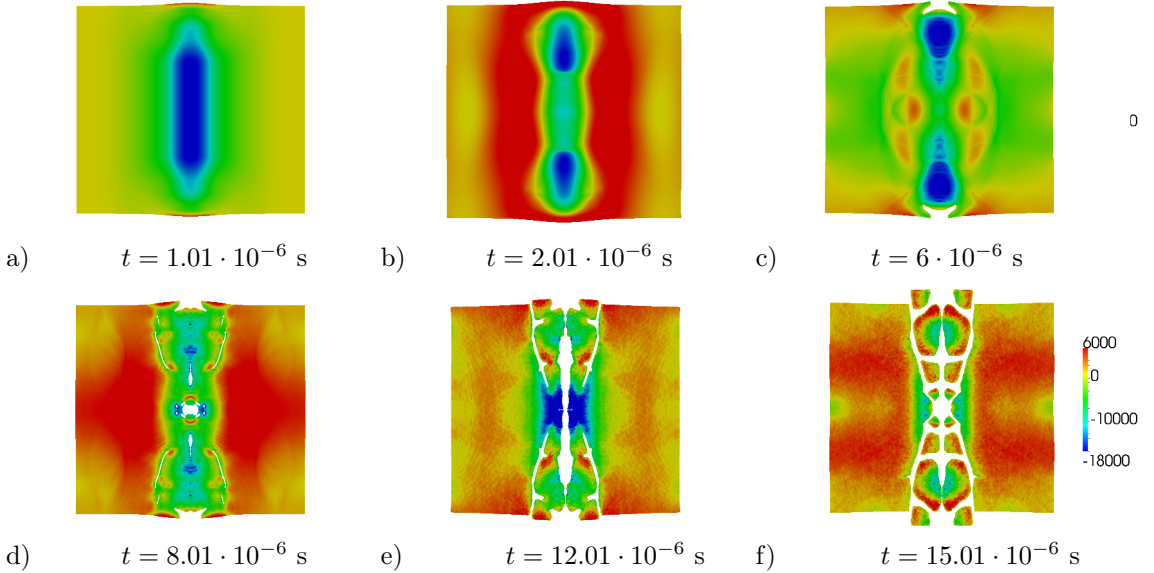 0
a) t = 1.01 · 10⁻⁶ s
b) t = 2.01 · 10⁻⁶ s
c) t = 6 · 10⁻⁶ s
6000
0
-10000
-18000
d) t = 8.01 · 10⁻⁶ s
e) t = 12.01 · 10⁻⁶ s
f) t = 15.01 · 10⁻⁶ s